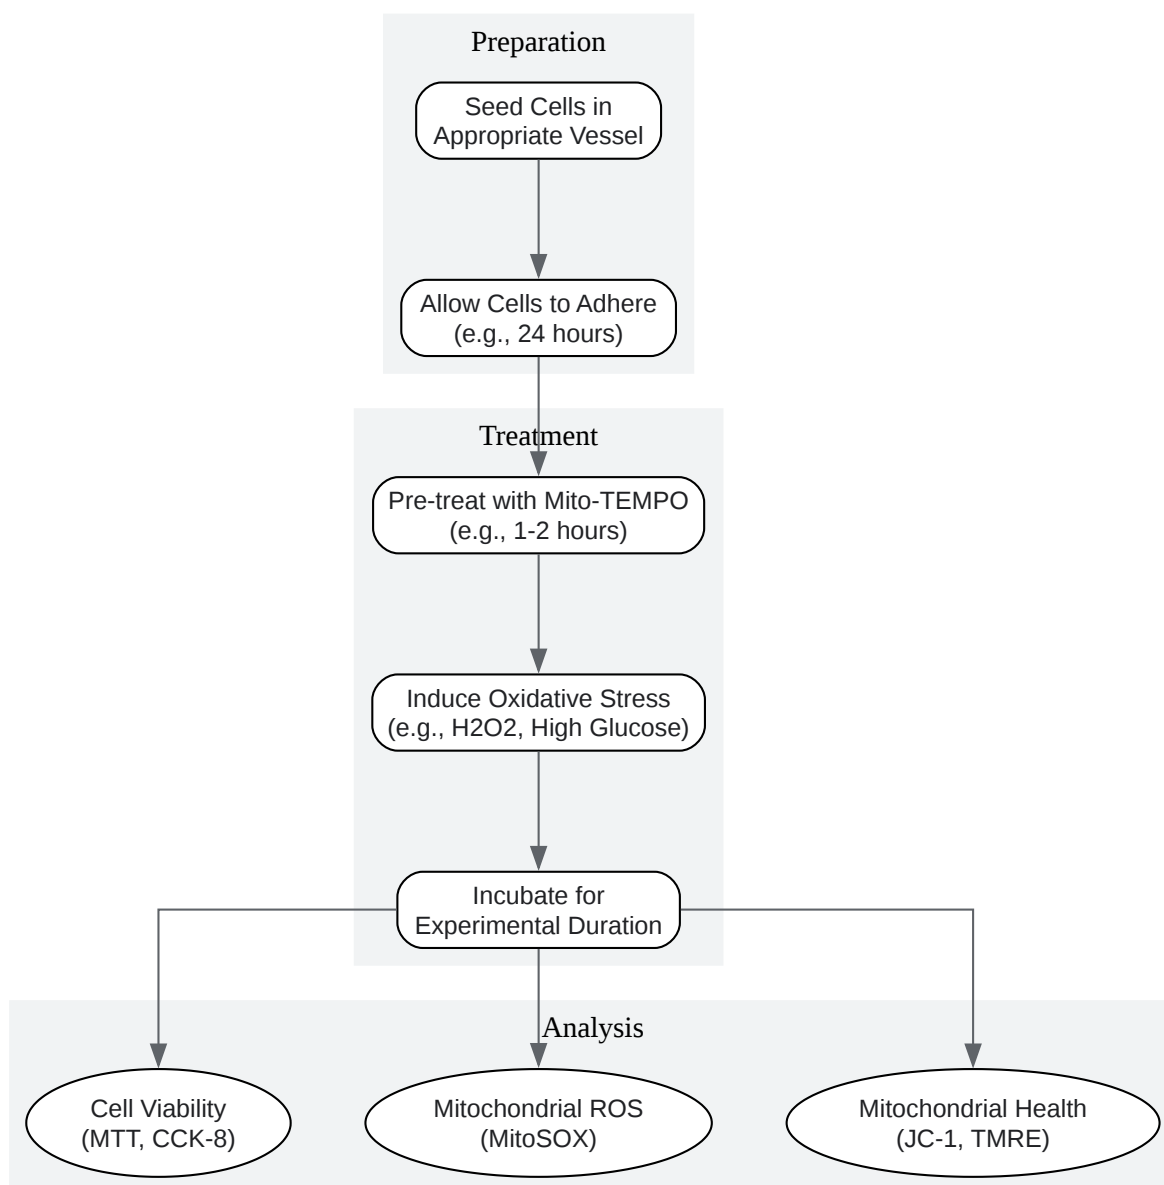 Preparation
Seed Cells in
Appropriate Vessel
Allow Cells to Adhere
(e.g., 24 hours)
Treatment
Pre-treat with Mito-TEMPO
(e.g., 1-2 hours)
Induce Oxidative Stress
(e.g., H2O2, High Glucose)
Incubate for
Experimental Duration
Analysis
Cell Viability
(MTT, CCK-8)
Mitochondrial ROS
(MitoSOX)
Mitochondrial Health
(JC-1, TMRE)